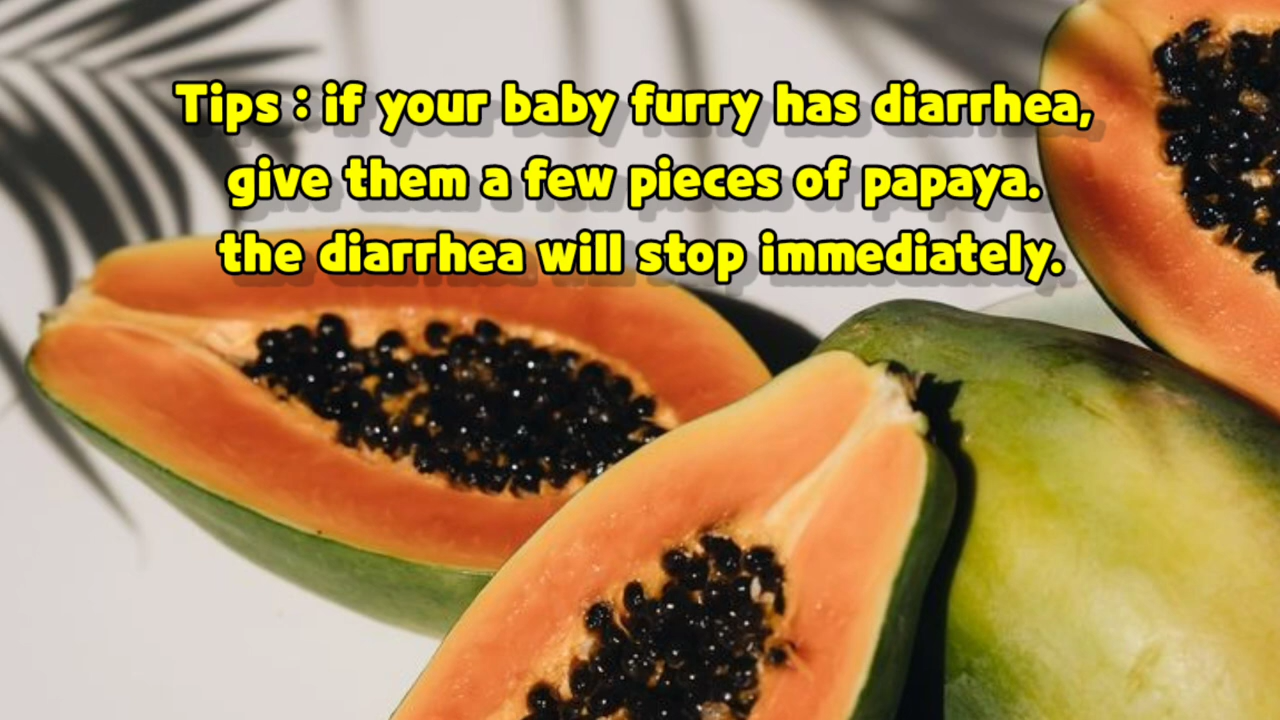 Tips : if your baby furry has diarrhea,
give them a few pieces of papaya.
the diarrhea will stop immediately.